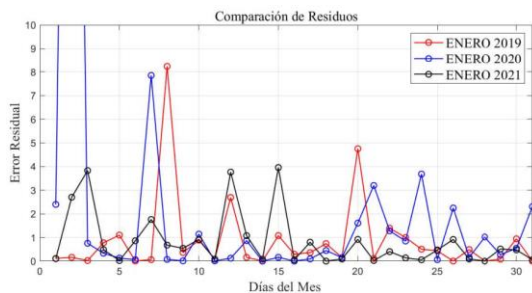 Comparación de Residuos
ENERO 2019
ENERO 2020
ENERO 2021
Error Residual
10
9
8
7
6
5
4
3
2
1
0
0 5 10 15 20 25 30
Días del Mes